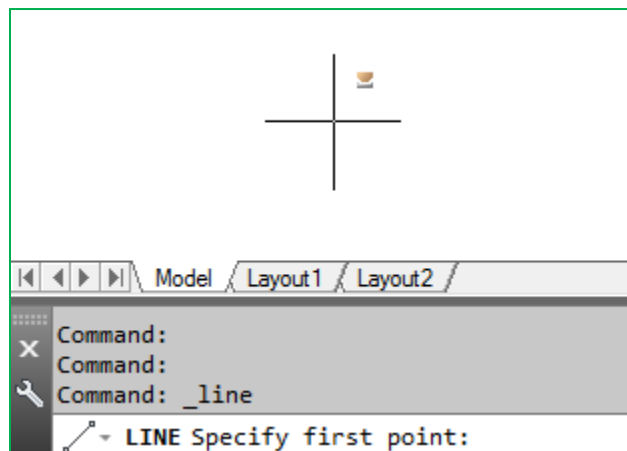 Model Layout1 Layout2
Command:
Command:
Command: _line
LINE Specify first point: